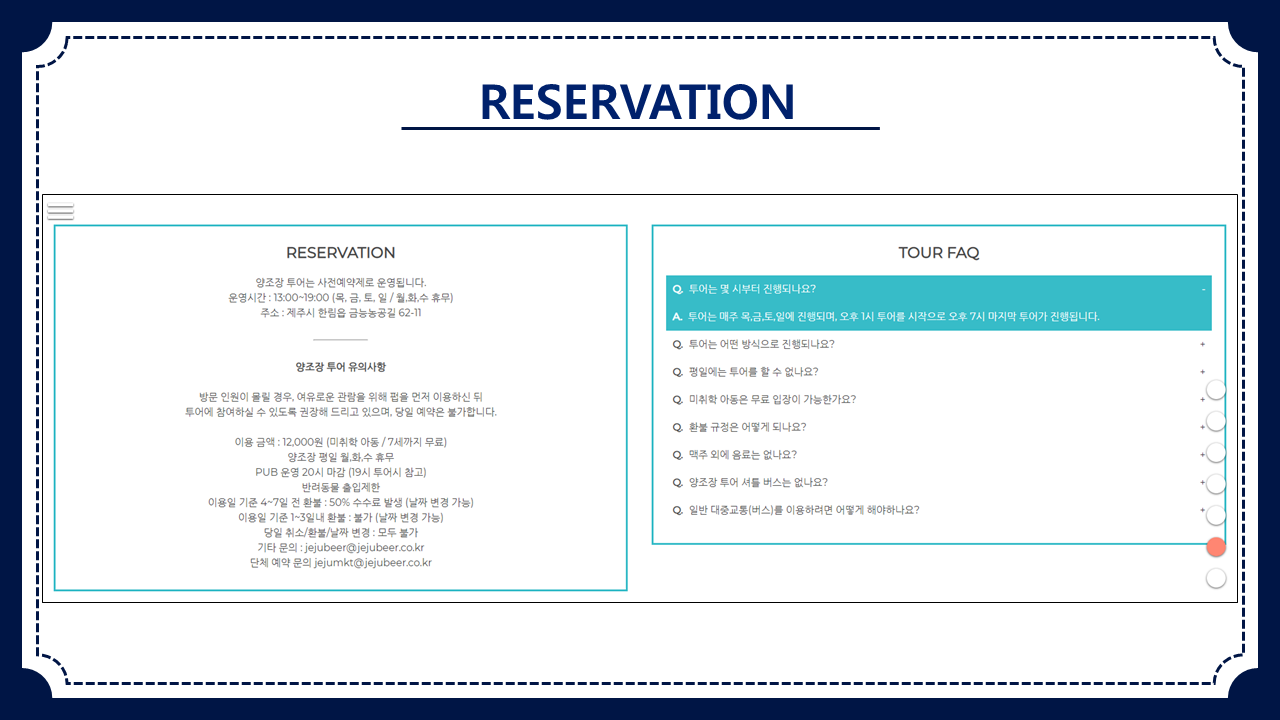 RESERVATION
RESERVATION
양조장 투어는 사전예약제로 운영됩니다.
운영시간 : 13:00~19:00 (목, 금, 토, 일 / 월,화,수 휴무)
주소 : 제주시 한림읍 금능농공길 62-11
양조장 투어 유의사항
방문 인원이 몰릴 경우, 여유로운 관람을 위해 펍을 먼저 이용하신 뒤
투어에 참여하실 수 있도록 권장해 드리고 있으며, 당일 예약은 불가합니다.
이용 금액 : 12,000원 (미취학 아동 / 7세까지 무료)
양조장 평일 월,화,수 휴무
PUB 운영 20시 마감 (19시 투어시 참고)
반려동물 출입제한
이용일 기준 4~7일 전 환불 : 50% 수수료 발생 (날짜 변경 가능)
이용일 기준 1~3일내 환불 : 불가 (날짜 변경 가능)
당일 취소/환불/날짜 변경 : 모두 불가
기타 문의 : jejubeer@jejubeer.co.kr
단체 예약 문의 jejumkt@jejubeer.co.kr
TOUR FAQ
Q. 투어는 몇 시부터 진행되나요? -
A. 투어는 매주 목,금,토,일에 진행되며, 오후 1시 투어를 시작으로 오후 7시 마지막 투어가 진행됩니다.
Q. 투어는 어떤 방식으로 진행되나요? +
Q. 평일에는 투어를 할 수 없나요? +
Q. 미취학 아동은 무료 입장이 가능한가요? +
Q. 환불 규정은 어떻게 되나요? +
Q. 맥주 외에 음료는 없나요? +
Q. 양조장 투어 셔틀 버스는 없나요? +
Q. 일반 대중교통(버스)를 이용하려면 어떻게 해야하나요? +